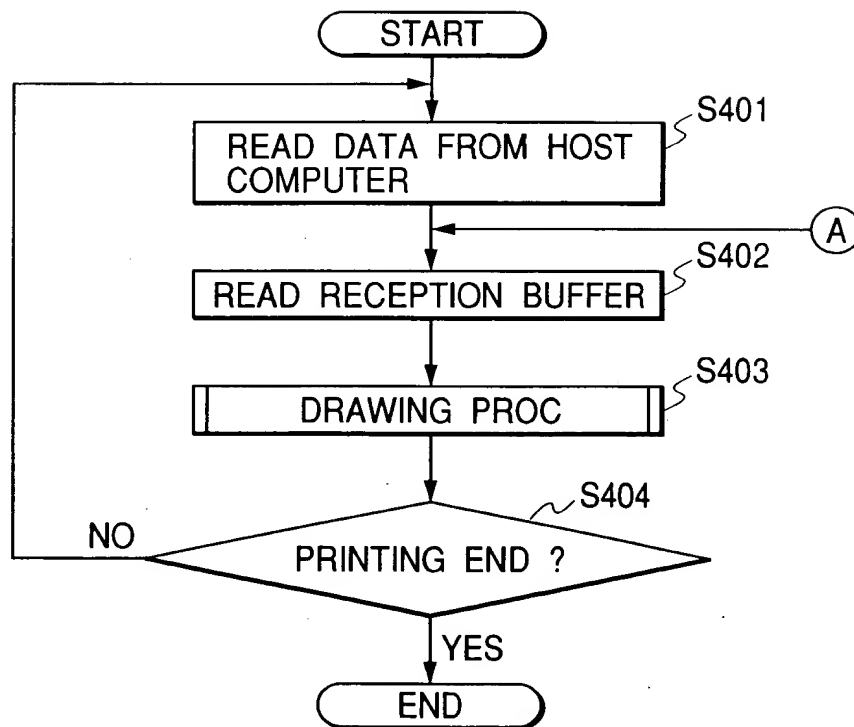 START
S401
READ DATA FROM HOST
COMPUTER
A
S402
READ RECEPTION BUFFER
S403
DRAWING PROC
S404
NO
PRINTING END ?
YES
END